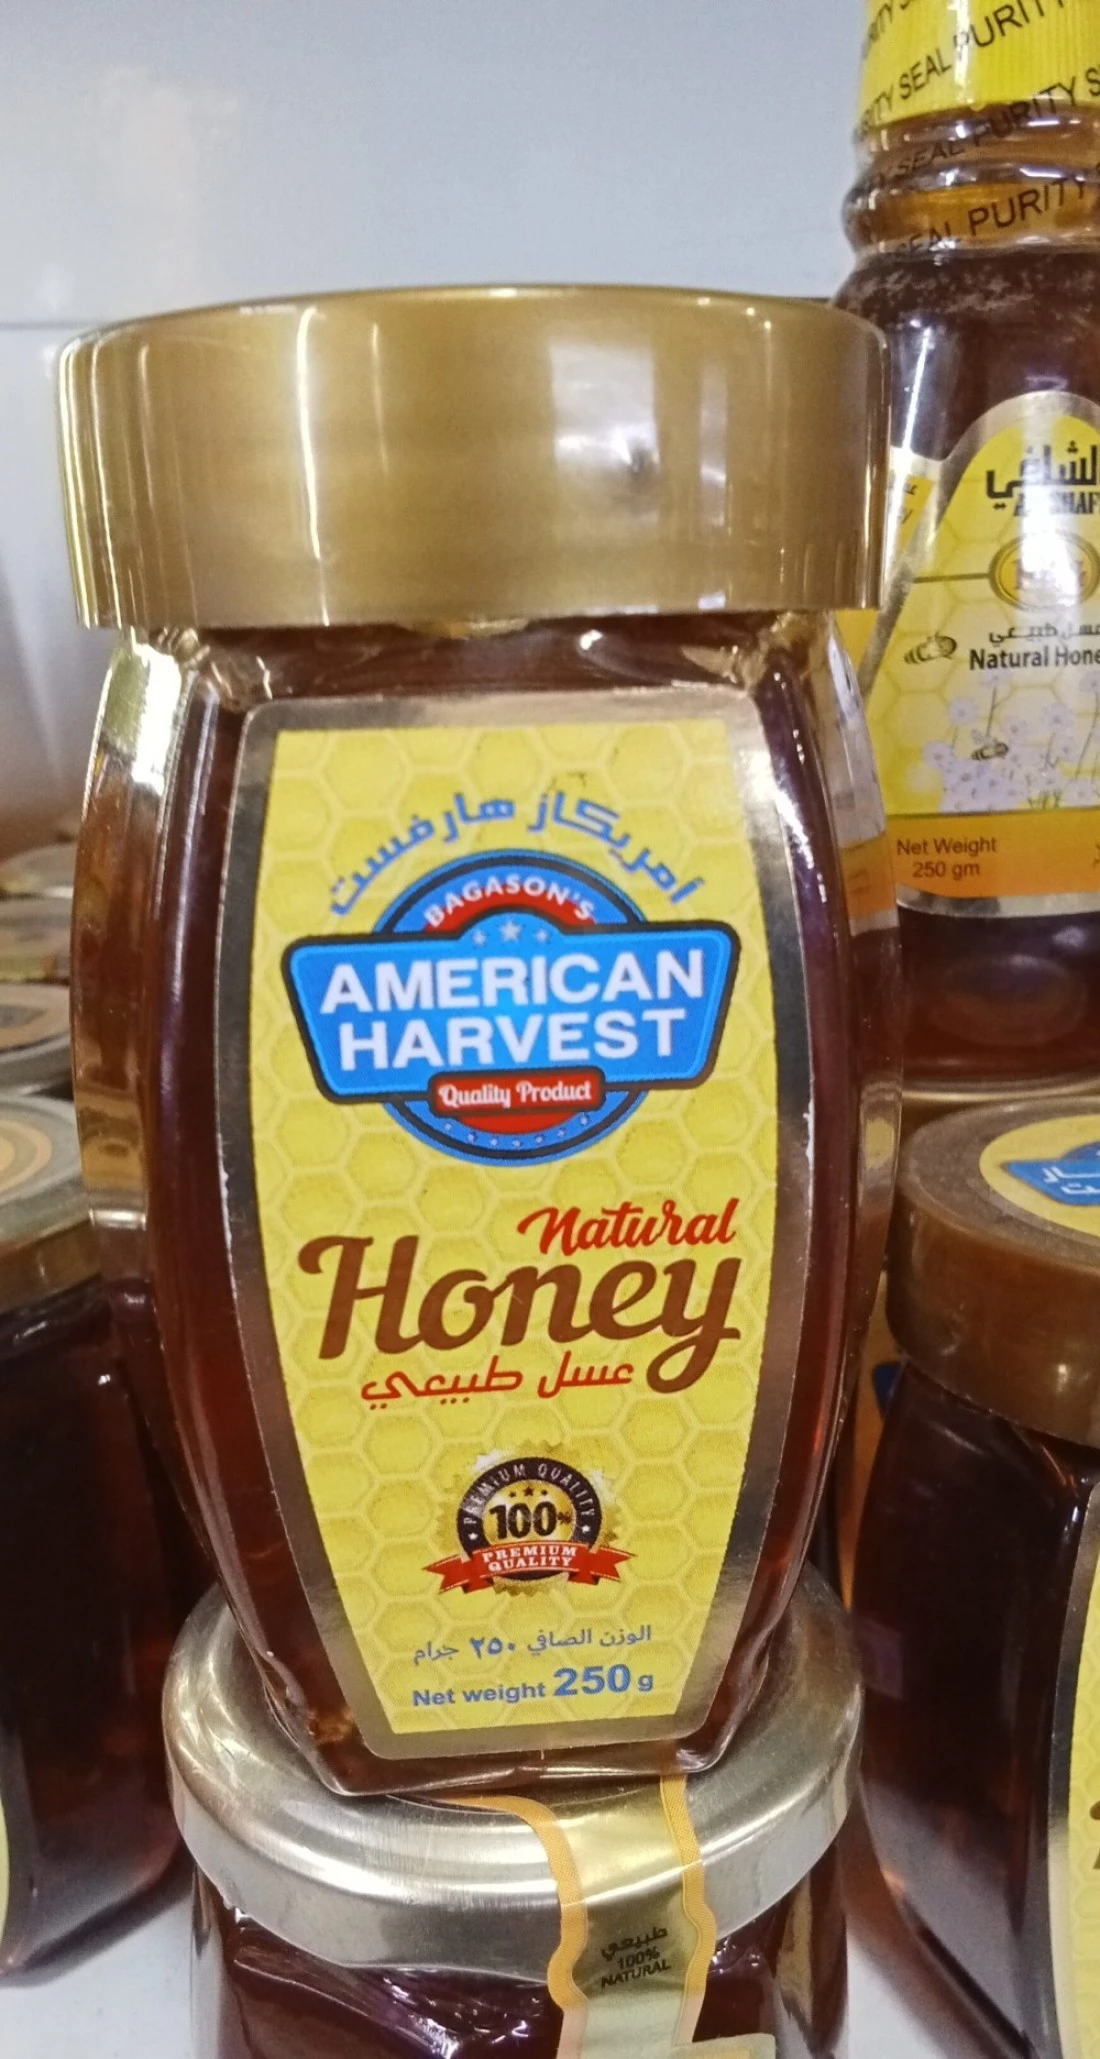 أمريكاز هارفست
BAGASON'S
AMERICAN
HARVEST
Quality Product
Natural
Honey
عسل طبيعي
PREMIUM QUALITY
100%
PREMIUM
QUALITY
الوزن الصافي ٢٥٠ جرام
Net weight 250 g
طبيعي
100%
NATURAL
PURITY SEAL PURITY
SEAL PURITY
SEAL PURITY
الشافي
عسل طبيعي
Natural
Net Weight
250 gm